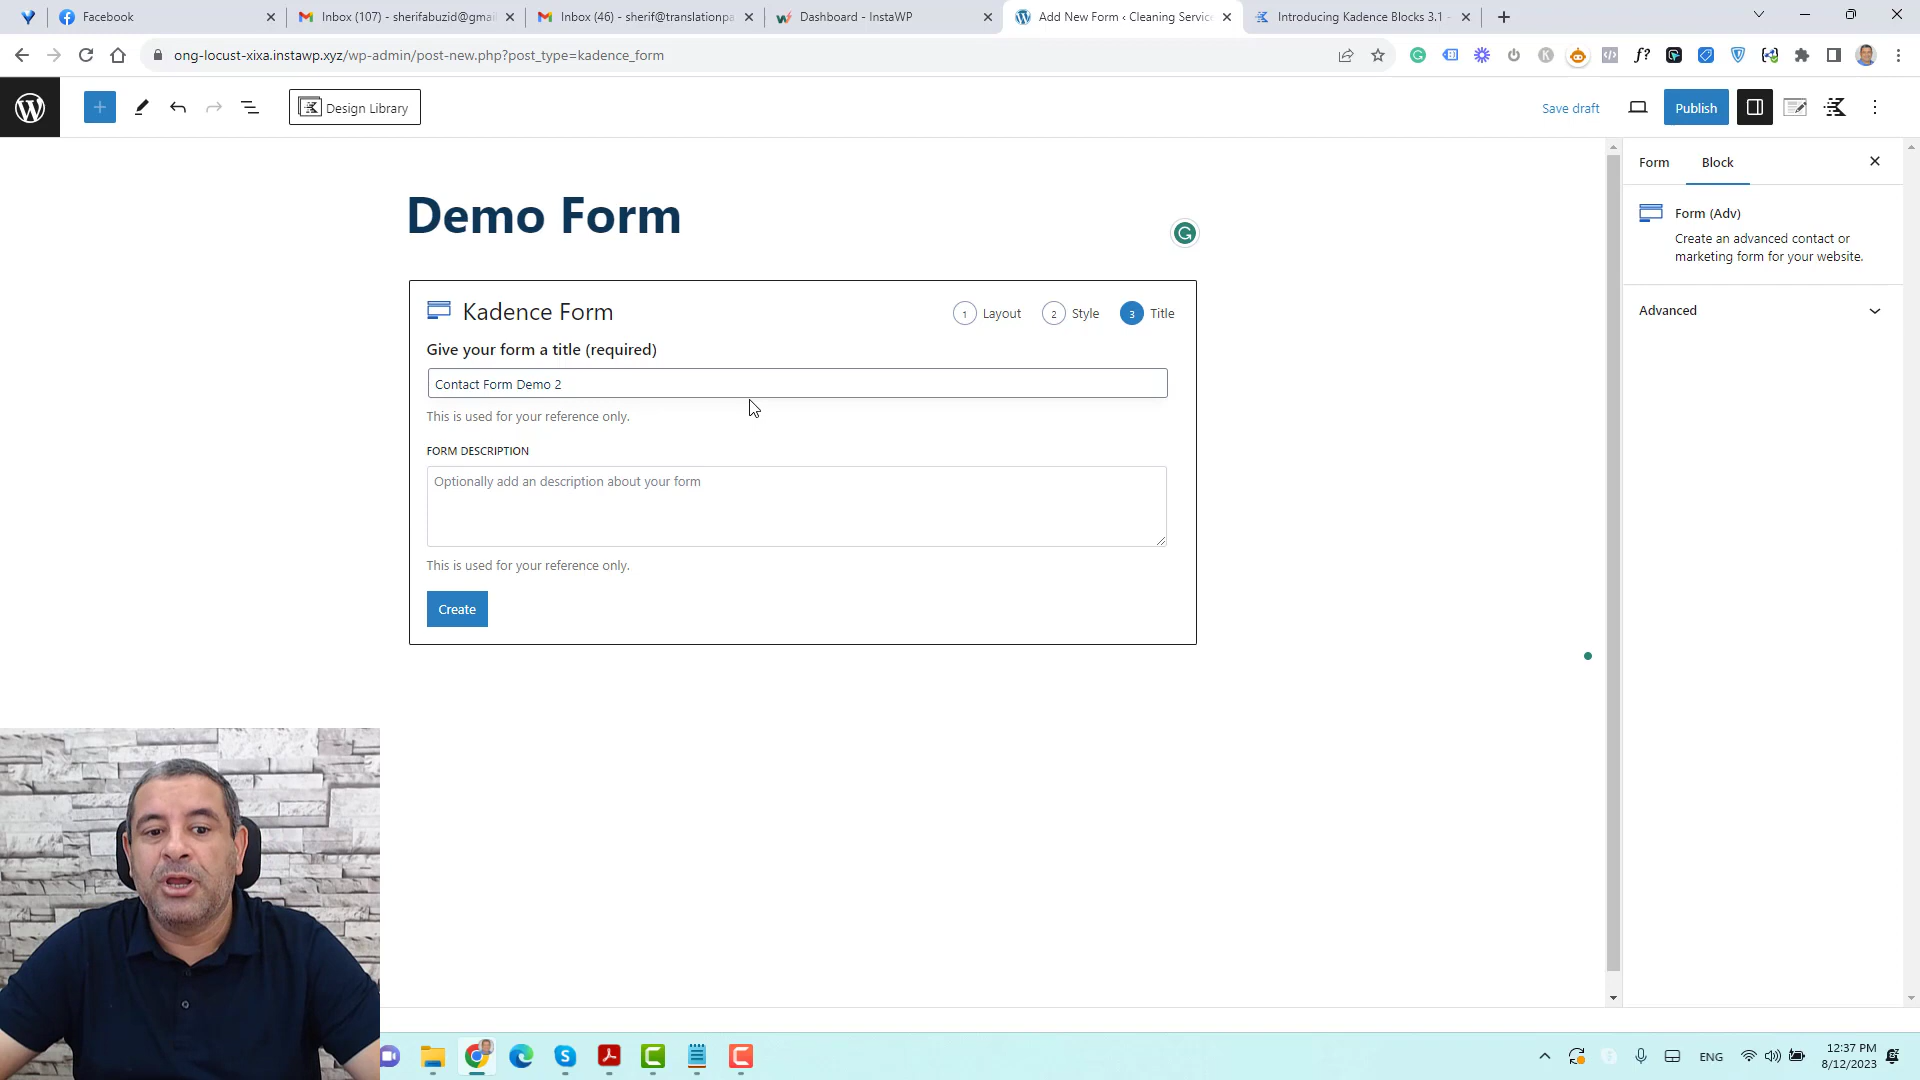 Facebook
Inbox (107) - sherifabuzid@gmai
Inbox (46) - sherif@translationpa
Dashboard - InstaWP
Add New Form ‹ Cleaning Service
Introducing Kadence Blocks 3.1 -
ong-locust-xixa.instawp.xyz/wp-admin/post-new.php?post_type=kadence_form
Design Library
Save draft
Publish
Form
Block
Demo Form
Form (Adv)
Create an advanced contact or
marketing form for your website.
Advanced
Kadence Form
1 Layout
2 Style
3 Title
Give your form a title (required)
Contact Form Demo 2
This is used for your reference only.
FORM DESCRIPTION
Optionally add an description about your form
This is used for your reference only.
Create
ENG
12:37 PM
8/12/2023